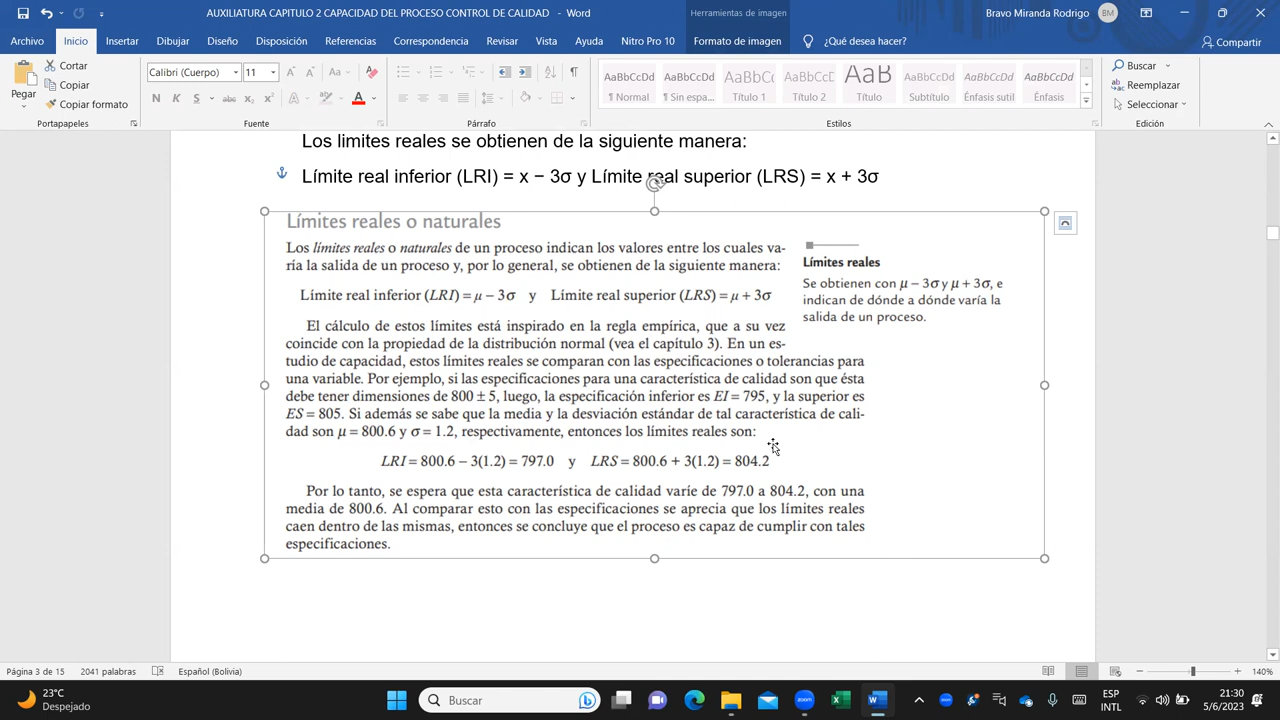 AUXILIATURA CAPITULO 2 CAPACIDAD DEL PROCESO CONTROL DE CALIDAD - Word
Herramientas de imagen
Bravo Miranda Rodrigo
BM
Archivo Inicio Insertar Dibujar Diseño Disposición Referencias Correspondencia Revisar Vista Ayuda Nitro Pro 10 Formato de imagen ¿Qué desea hacer? Compartir
Pegar
Cortar
Copiar
Copiar formato
Portapapeles
Calibri (Cuerpo) 11
Fuente
Párrafo
AaBbCcDd AaBbCcDd AaBbCc AaBbCcD AaB AaBbCcD AaBbCcDd AaBbCcDd
¶ Normal ¶ Sin espa... Título 1 Título 2 Título Subtítulo Énfasis sutil Énfasis
Estilos
Buscar
Reemplazar
Seleccionar
Edición
Los limites reales se obtienen de la siguiente manera:
Límite real inferior (LRI) = x − 3σ y Límite real superior (LRS) = x + 3σ
Límites reales o naturales
Los límites reales o naturales de un proceso indican los valores entre los cuales va-
ría la salida de un proceso y, por lo general, se obtienen de la siguiente manera:
Límite real inferior (LRI) = μ − 3σ y Límite real superior (LRS) = μ + 3σ
El cálculo de estos límites está inspirado en la regla empírica, que a su vez
coincide con la propiedad de la distribución normal (vea el capítulo 3). En un es-
tudio de capacidad, estos límites reales se comparan con las especificaciones o tolerancias para
una variable. Por ejemplo, si las especificaciones para una característica de calidad son que ésta
debe tener dimensiones de 800 ± 5, luego, la especificación inferior es EI = 795, y la superior es
ES = 805. Si además se sabe que la media y la desviación estándar de tal característica de cali-
dad son μ = 800.6 y σ = 1.2, respectivamente, entonces los límites reales son:
LRI = 800.6 − 3(1.2) = 797.0 y LRS = 800.6 + 3(1.2) = 804.2
Por lo tanto, se espera que esta característica de calidad varíe de 797.0 a 804.2, con una
media de 800.6. Al comparar esto con las especificaciones se aprecia que los límites reales
caen dentro de las mismas, entonces se concluye que el proceso es capaz de cumplir con tales
especificaciones.
Límites reales
Se obtienen con μ − 3σ y μ + 3σ, e
indican de dónde a dónde varía la
salida de un proceso.
Página 3 de 15 2041 palabras Español (Bolivia) 140%
23°C
Despejado
Buscar
zoom zoom
ESP
INTL
21:30
5/6/2023